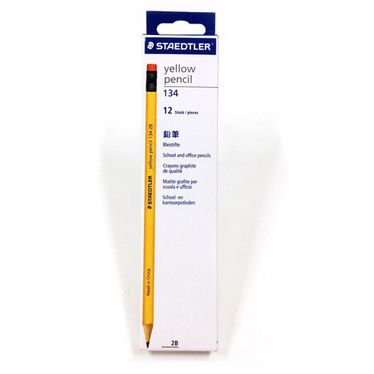 STAEDTLER
yellow
pencil
134
12 Stück / pieces
鉛筆
Bleistifte
School and office pencils
Crayons graphite
de qualité
Matite grafite per
scuola e ufficio
School -en
kantoorpotloden
2B
STAEDTLER yellow pencil 134-2B
Made in China